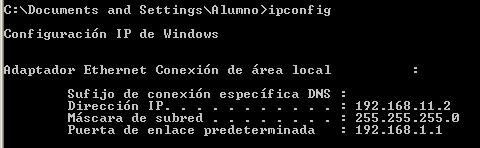 C:\Documents and Settings\Alumno>ipconfig
Configuración IP de Windows
Adaptador Ethernet Conexión de área local          :
Sufijo de conexión específica DNS :
Dirección IP. . . . . . . . . . . : 192.168.11.2
Máscara de subred . . . . . . . . : 255.255.255.0
Puerta de enlace predeterminada   : 192.168.1.1